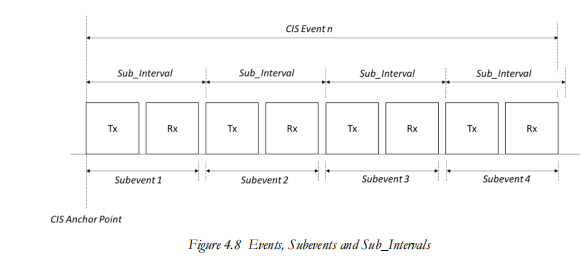 CIS Event n
Sub_Interval Sub_Interval Sub_Interval Sub_Interval
Tx Rx Tx Rx Tx Rx Tx Rx
Subevent 1 Subevent 2 Subevent 3 Subevent 4
CIS Anchor Point
Figure 4.8 Events, Subevents and Sub_Intervals